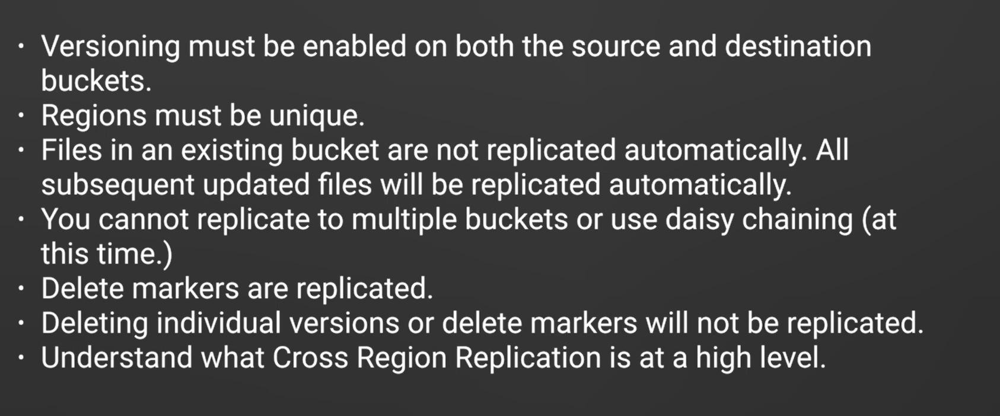 · Versioning must be enabled on both the source and destination
buckets.
· Regions must be unique.
· Files in an existing bucket are not replicated automatically. All
subsequent updated files will be replicated automatically.
· You cannot replicate to multiple buckets or use daisy chaining (at
this time.)
· Delete markers are replicated.
· Deleting individual versions or delete markers will not be replicated.
· Understand what Cross Region Replication is at a high level.